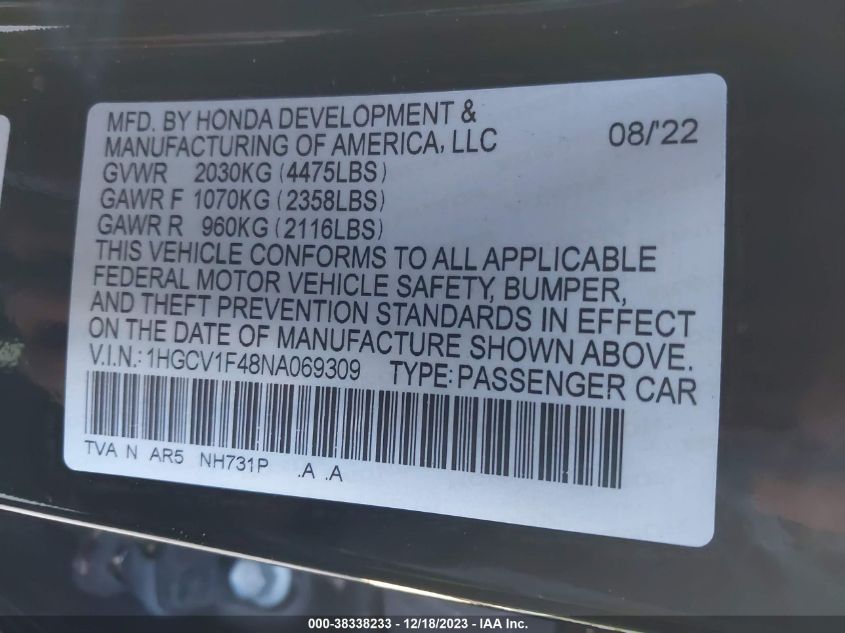 MFD. BY HONDA DEVELOPMENT &
MANUFACTURING OF AMERICA, LLC 08/'22
GVWR 2030KG (4475LBS)
GAWR F 1070KG (2358LBS)
GAWR R 960KG (2116LBS)
THIS VEHICLE CONFORMS TO ALL APPLICABLE
FEDERAL MOTOR VEHICLE SAFETY, BUMPER,
AND THEFT PREVENTION STANDARDS IN EFFECT
ON THE DATE OF MANUFACTURE SHOWN ABOVE.
V.I.N.: 1HGCV1F48NA069309 TYPE: PASSENGER CAR
TVA N AR5 NH731P .A .A
000-38338233 - 12/18/2023 - IAA Inc.